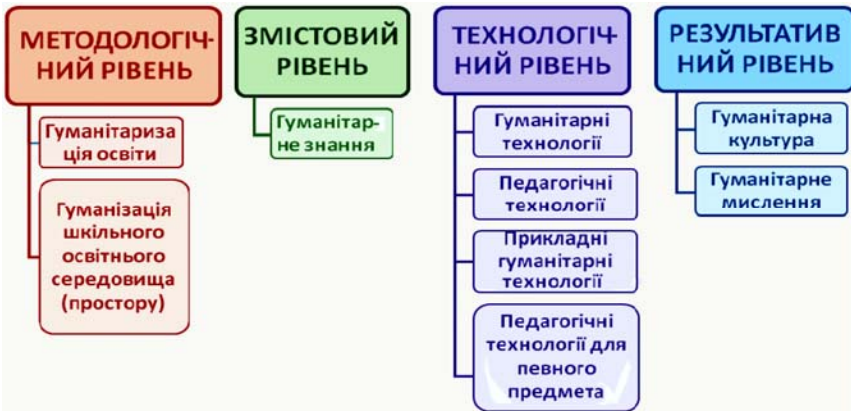 МЕТОДОЛОГІЧ-
НИЙ РІВЕНЬ
Гуманітариза
ція освіти
Гуманізація
шкільного
освітнього
середовища
(простору)
ЗМІСТОВИЙ
РІВЕНЬ
Гуманітар-
не знання
ТЕХНОЛОГІЧ-
НИЙ РІВЕНЬ
Гуманітарні
технології
Педагогічні
технології
Прикладні
гуманітарні
технології
Педагогічні
технології для
певного
предмета
РЕЗУЛЬТАТИВ
НИЙ РІВЕНЬ
Гуманітарна
культура
Гуманітарне
мислення